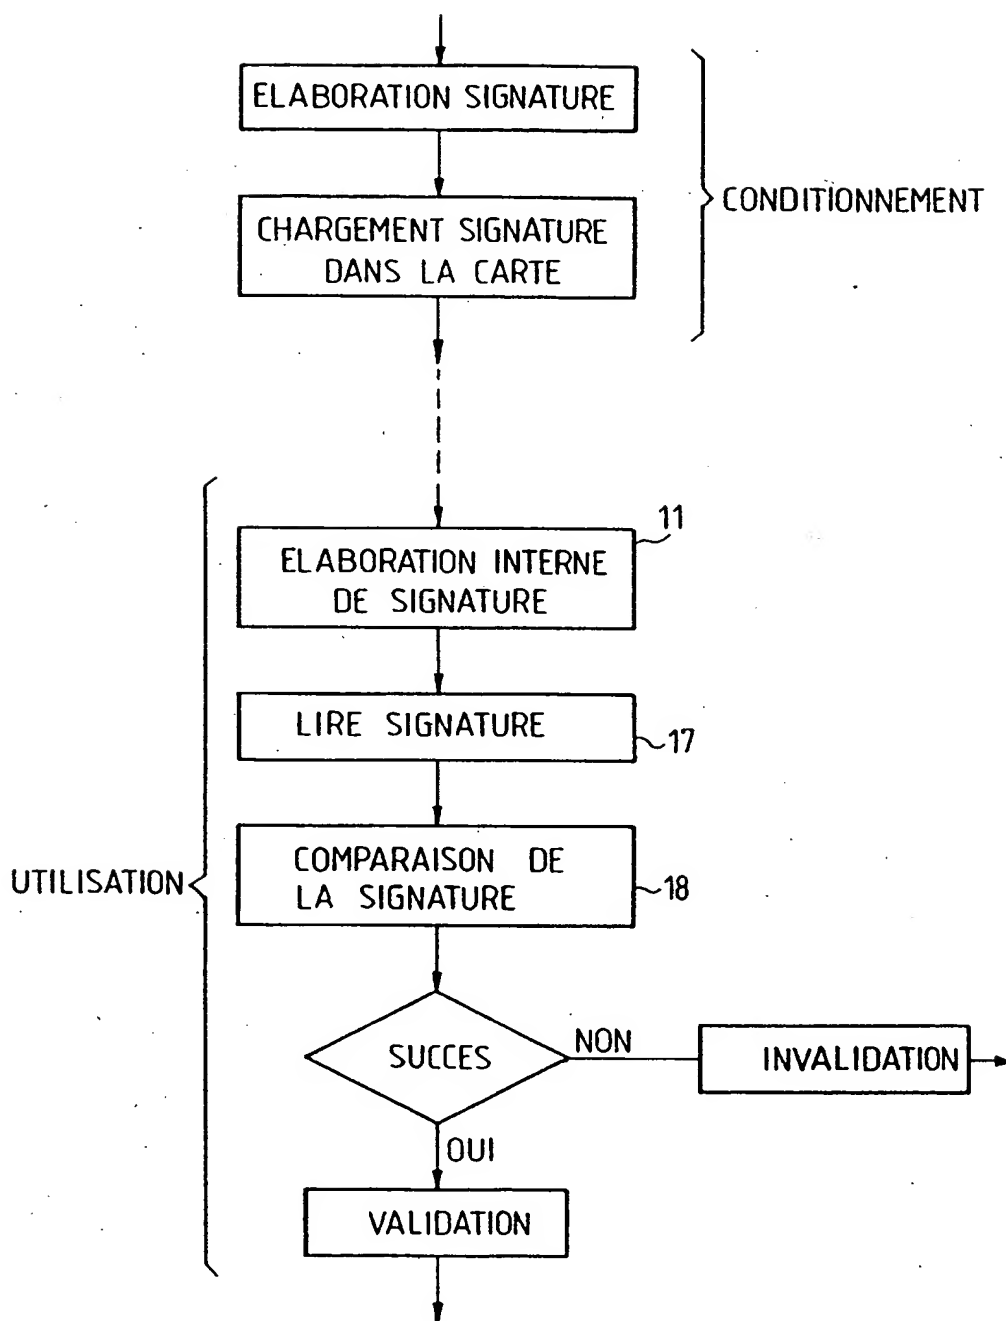 ELABORATION SIGNATURE
CHARGEMENT SIGNATURE
DANS LA CARTE
CONDITIONNEMENT
11
ELABORATION INTERNE
DE SIGNATURE
LIRE SIGNATURE
17
COMPARAISON DE
LA SIGNATURE
18
UTILISATION
SUCCES
NON
INVALIDATION
OUI
VALIDATION